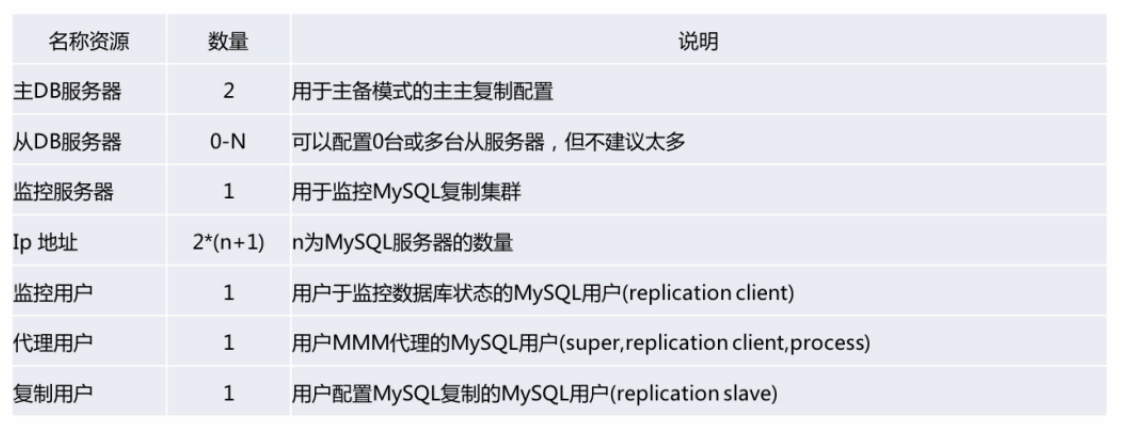 名称资源 数量 说明
主DB服务器 2 用于主备模式的主主复制配置
从DB服务器 0-N 可以配置0台或多台从服务器，但不建议太多
监控服务器 1 用于监控MySQL复制集群
Ip 地址 2*(n+1) n为MySQL服务器的数量
监控用户 1 用户于监控数据库状态的MySQL用户(replication client)
代理用户 1 用户MMM代理的MySQL用户(super,replication client,process)
复制用户 1 用户配置MySQL复制的MySQL用户(replication slave)